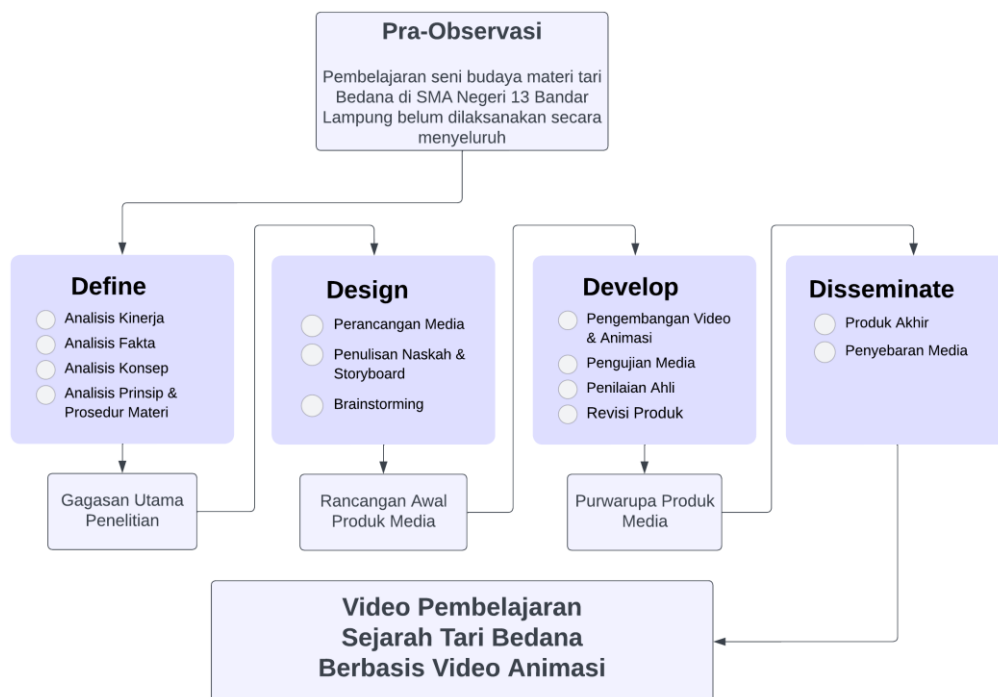 Pra-Observasi
Pembelajaran seni budaya materi tari
Bedana di SMA Negeri 13 Bandar
Lampung belum dilaksanakan secara
menyeluruh
Define
Analisis Kinerja
Analisis Fakta
Analisis Konsep
Analisis Prinsip &
Prosedur Materi
Gagasan Utama
Penelitian
Design
Perancangan Media
Penulisan Naskah &
Storyboard
Brainstorming
Rancangan Awal
Produk Media
Develop
Pengembangan Video
& Animasi
Pengujian Media
Penilaian Ahli
Revisi Produk
Purwarupa Produk
Media
Disseminate
Produk Akhir
Penyebaran Media
Video Pembelajaran
Sejarah Tari Bedana
Berbasis Video Animasi